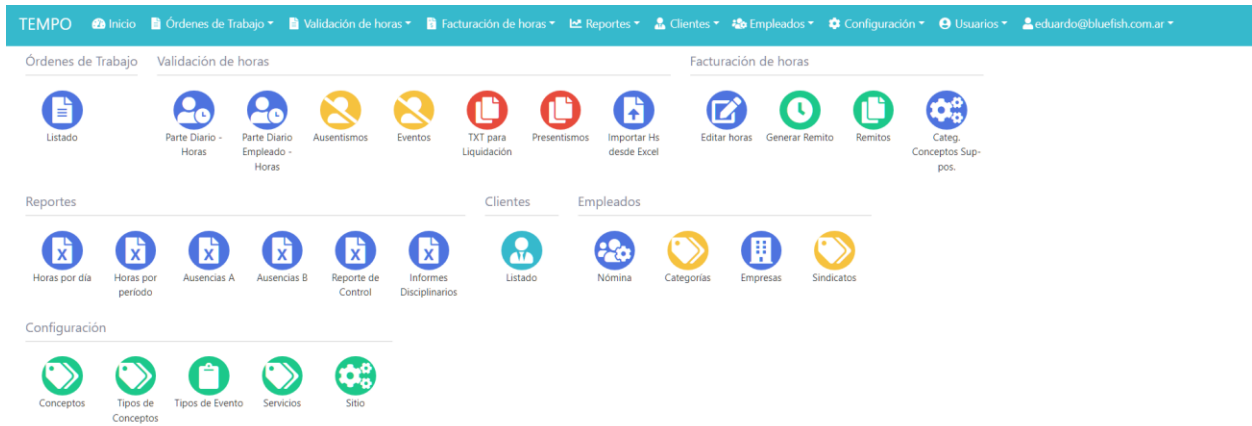 TEMPO Inicio Órdenes de Trabajo Validación de horas Facturación de horas Reportes Clientes Empleados Configuración Usuarios eduardo@bluefish.com.ar
Órdenes de Trabajo
Listado
Validación de horas
Parte Diario -
Horas
Parte Diario
Empleado -
Horas
Ausentismos
Eventos
TXT para
Liquidación
Presentismos
Importar Hs
desde Excel
Facturación de horas
Editar horas
Generar Remito
Remitos
Categ.
Conceptos Sup-
pos.
Reportes
Horas por día
Horas por
período
Ausencias A
Ausencias B
Reporte de
Control
Informes
Disciplinarios
Clientes
Listado
Empleados
Nómina
Categorías
Empresas
Sindicatos
Configuración
Conceptos
Tipos de
Conceptos
Tipos de Evento
Servicios
Sitio